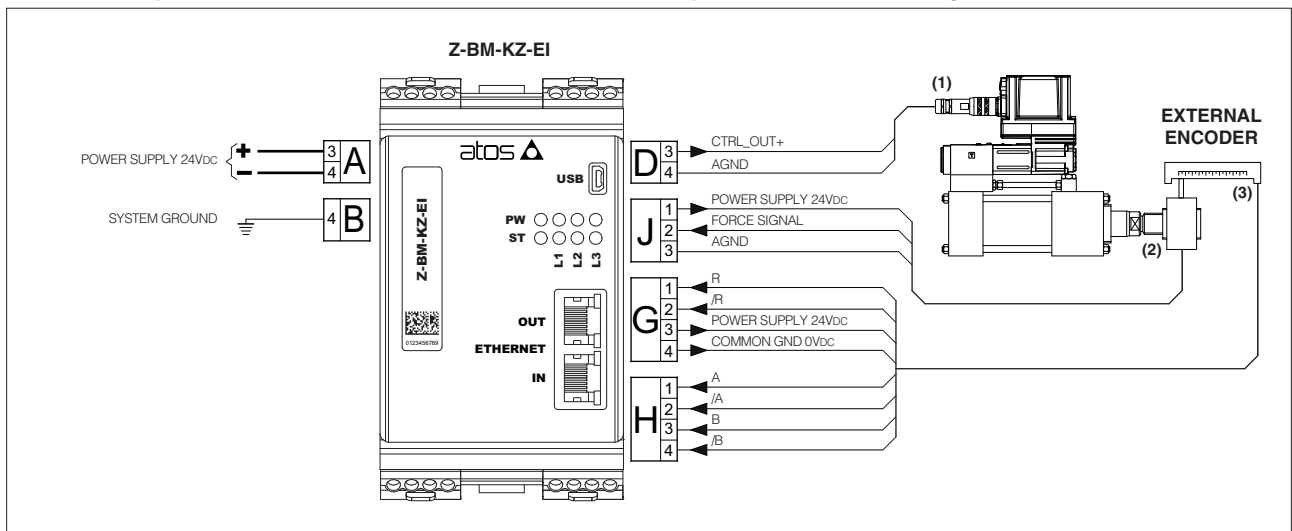 Z-BM-KZ-EI
POWER SUPPLY 24VDC
+
-
3
4
A
SYSTEM GROUND
4
B
atos
USB
PW
ST
L1
L2
L3
Z-BM-KZ-EI
0123456789
OUT
ETHERNET
IN
D
3
4
CTRL_OUT+
AGND
J
1
2
3
POWER SUPPLY 24VDC
FORCE SIGNAL
AGND
G
1
2
3
4
R
/R
POWER SUPPLY 24VDC
COMMON GND 0VDC
H
1
2
3
4
A
/A
B
/B
(1)
EXTERNAL
ENCODER
(2)
(3)